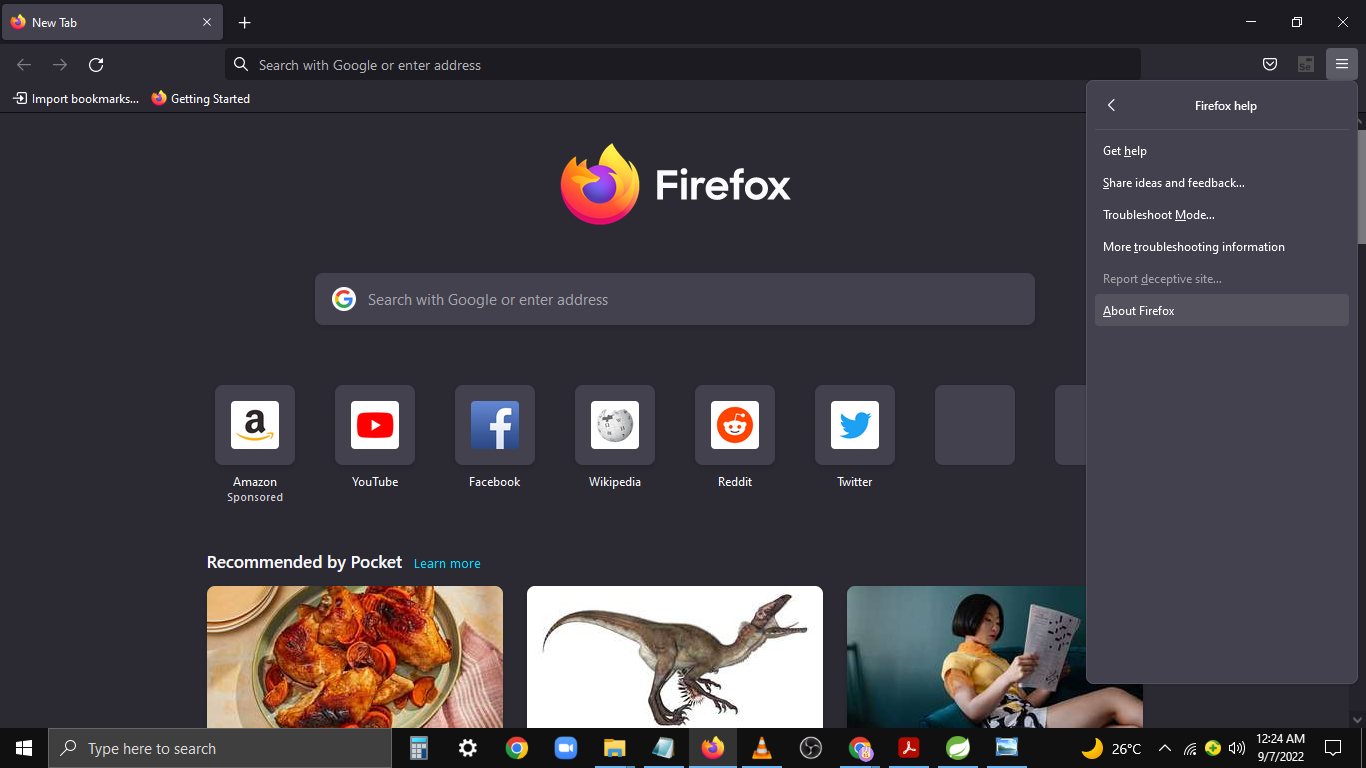 New Tab
Search with Google or enter address
Import bookmarks...
Getting Started
Firefox help
Get help
Share ideas and feedback...
Troubleshoot Mode...
More troubleshooting information
Report deceptive site...
About Firefox
Firefox
Search with Google or enter address
Amazon
Sponsored
YouTube
Facebook
Wikipedia
Reddit
Twitter
Recommended by Pocket Learn more
Type here to search
26°C
12:24 AM
9/7/2022